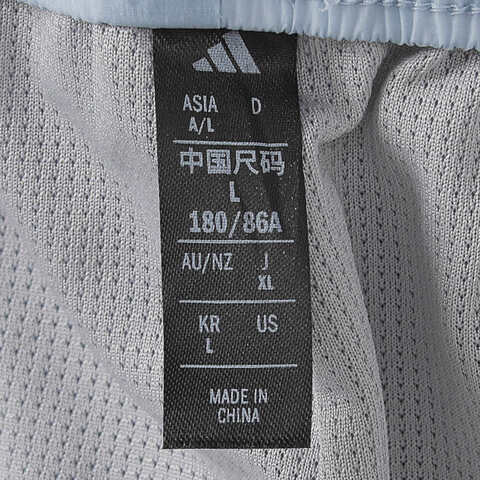 ASIA D
A/L
中国尺码
L
180/86A
AU/NZ J
XL
KR US
L
MADE IN
CHINA